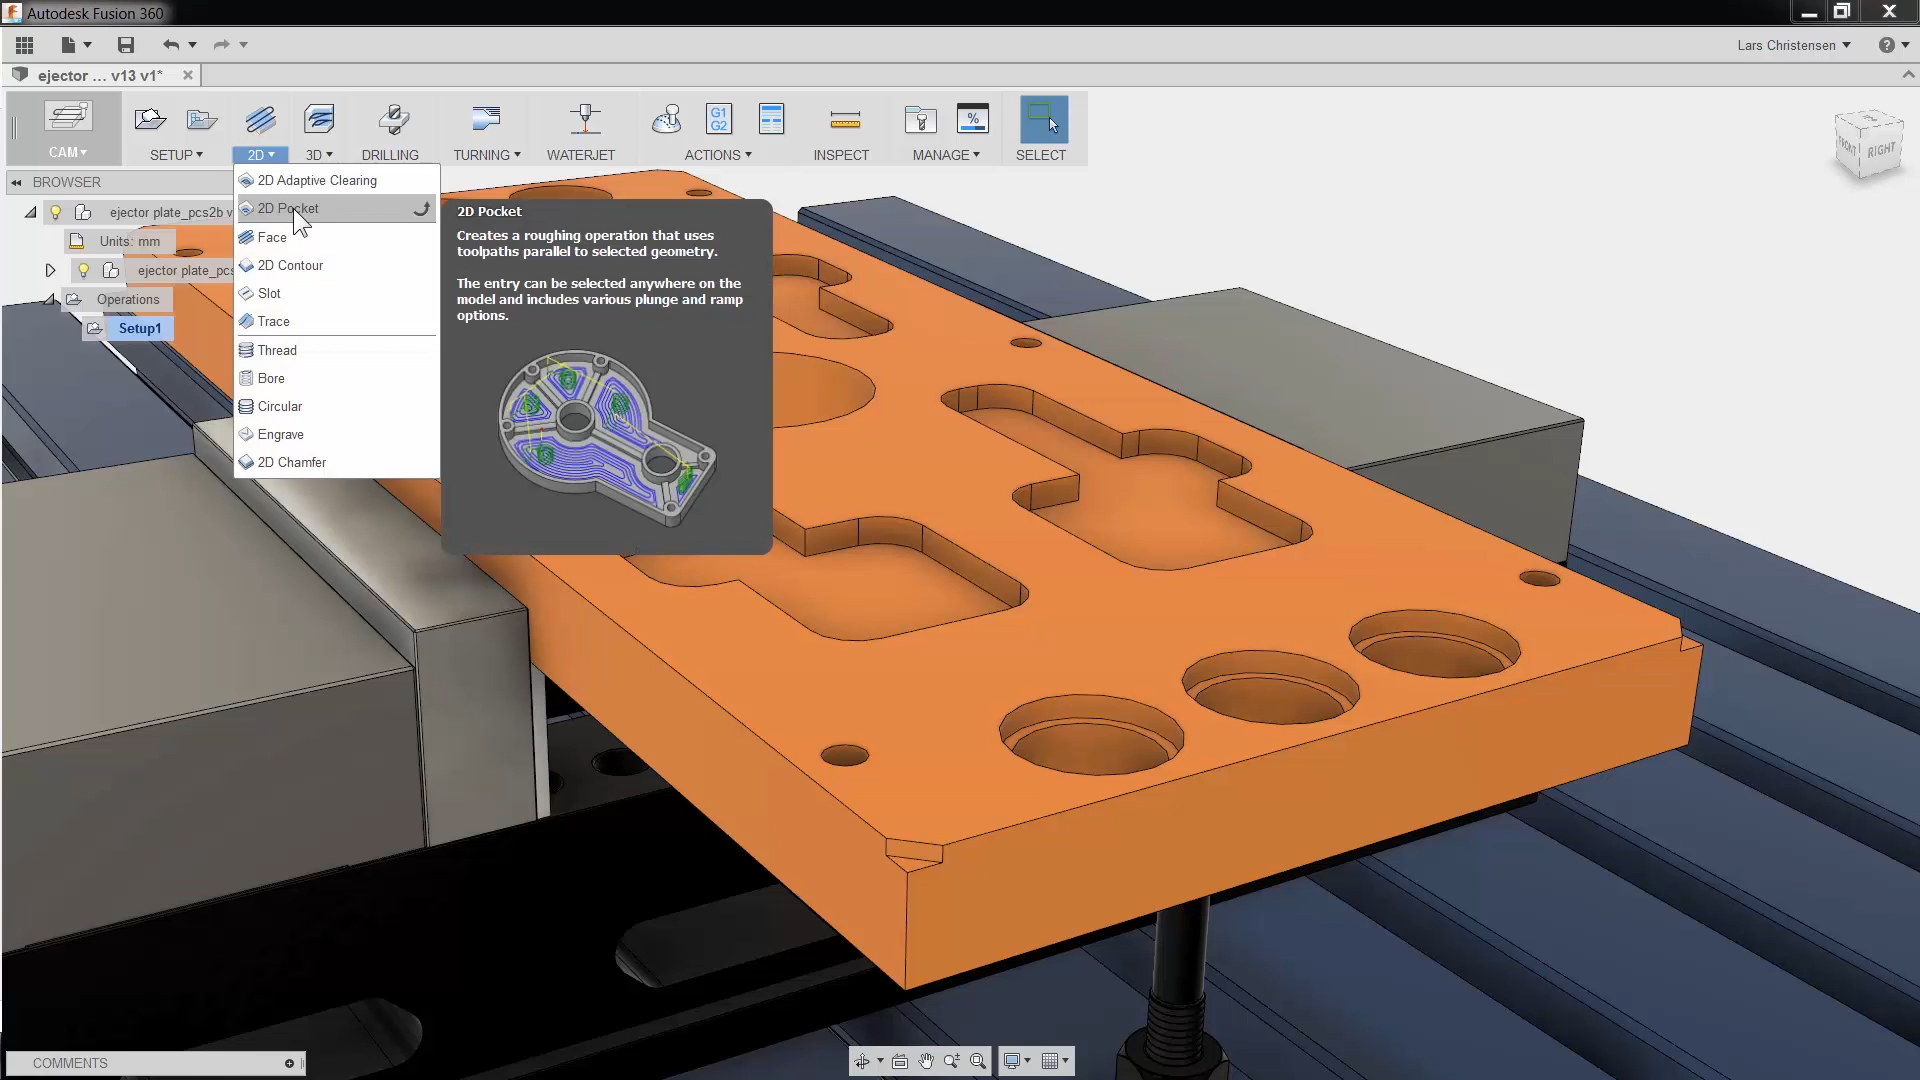 Autodesk Fusion 360
Lars Christensen
ejector ... v13 v1*
CAM
SETUP
2D
3D
DRILLING
TURNING
WATERJET
G1
G2
ACTIONS
INSPECT
%
MANAGE
SELECT
FRONT
RIGHT
BROWSER
ejector plate_pcs2b v
Units: mm
ejector plate_pcs
Operations
Setup1
2D Adaptive Clearing
2D Pocket
Face
2D Contour
Slot
Trace
Thread
Bore
Circular
Engrave
2D Chamfer
2D Pocket
Creates a roughing operation that uses
toolpaths parallel to selected geometry.
The entry can be selected anywhere on the
model and includes various plunge and ramp
options.
COMMENTS